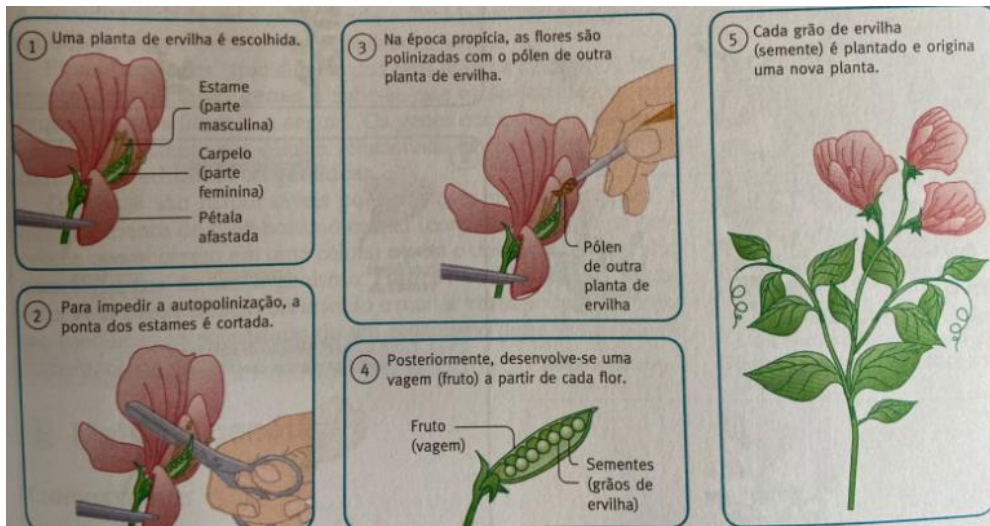 1 Uma planta de ervilha é escolhida.
Estame
(parte
masculina)
Carpelo
(parte
feminina)
Pétala
afastada
2 Para impedir a autopolinização, a
ponta dos estames é cortada.
3 Na época propícia, as flores são
polinizadas com o pólen de outra
planta de ervilha.
Pólen
de outra
planta de
ervilha
4 Posteriormente, desenvolve-se uma
vagem (fruto) a partir de cada flor.
Fruto
(vagem)
Sementes
(grãos de
ervilha)
5 Cada grão de ervilha
(semente) é plantado e origina
uma nova planta.